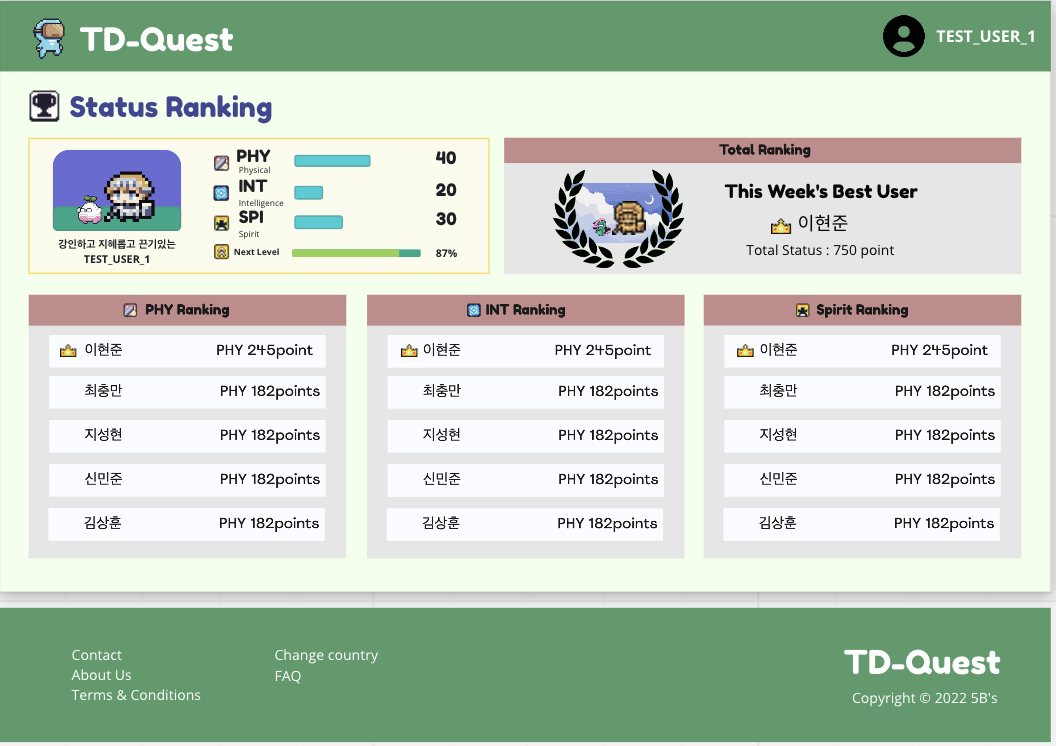 TD-Quest
TEST_USER_1
Status Ranking
강인하고 지혜롭고 끈기있는
TEST_USER_1
PHY 40
Physical
INT 20
Intelligence
SPI 30
Spirit
Next Level 87%
Total Ranking
This Week's Best User
이현준
Total Status : 750 point
PHY Ranking
이현준 PHY 245point
최충만 PHY 182points
지성현 PHY 182points
신민준 PHY 182points
김상훈 PHY 182points
INT Ranking
이현준 PHY 245point
최충만 PHY 182points
지성현 PHY 182points
신민준 PHY 182points
김상훈 PHY 182points
Spirit Ranking
이현준 PHY 245point
최충만 PHY 182points
지성현 PHY 182points
신민준 PHY 182points
김상훈 PHY 182points
Contact
About Us
Terms & Conditions
Change country
FAQ
TD-Quest
Copyright © 2022 5B's